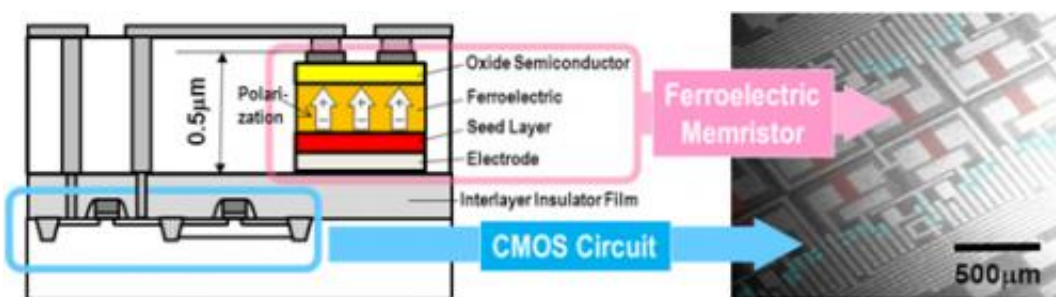 Oxide Semiconductor
Polari-
zation
Ferroelectric
Seed Layer
Electrode
0.5μm
Interlayer Insulator Film
Ferroelectric
Memristor
CMOS Circuit
500μm
+ + +
− − −